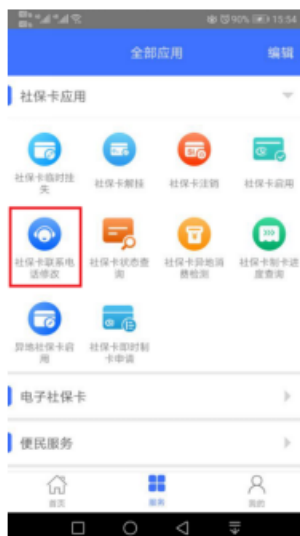 90% 15:54
全部应用 编辑
社保卡应用
社保卡临时挂失 社保卡解挂 社保卡注销 社保卡启用
社保卡联系电话修改 社保卡状态查询 社保卡异地消费检测 社保卡制卡进度查询
异地社保卡启用 社保卡即时制卡申请
电子社保卡
便民服务
首页 服务 我的